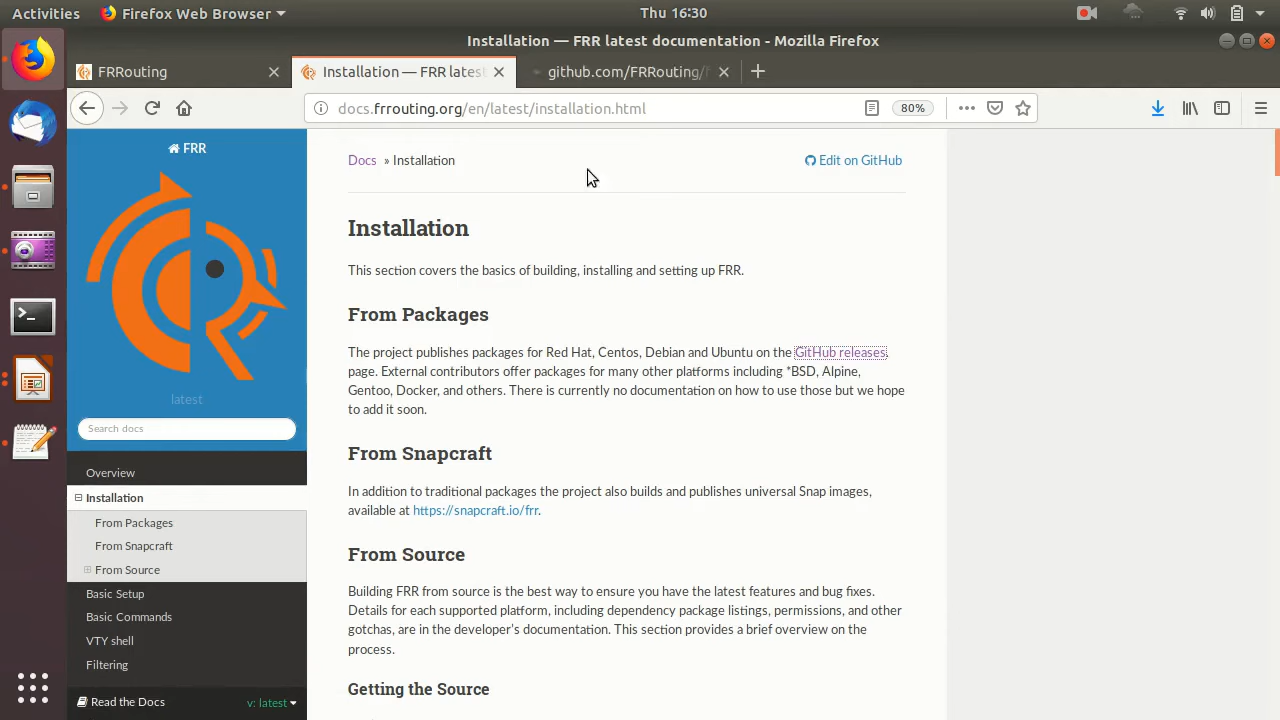 Activities
Firefox Web Browser
Thu 16:30
Installation — FRR latest documentation - Mozilla Firefox
FRRouting
Installation — FRR lates
github.com/FRRouting/
docs.frrouting.org/en/latest/installation.html
80%
FRR
latest
Search docs
Overview
Installation
From Packages
From Snapcraft
From Source
Basic Setup
Basic Commands
VTY shell
Filtering
Read the Docs
v: latest
Docs » Installation
Edit on GitHub
Installation
This section covers the basics of building, installing and setting up FRR.
From Packages
The project publishes packages for Red Hat, Centos, Debian and Ubuntu on the GitHub releases.
page. External contributors offer packages for many other platforms including *BSD, Alpine,
Gentoo, Docker, and others. There is currently no documentation on how to use those but we hope
to add it soon.
From Snapcraft
In addition to traditional packages the project also builds and publishes universal Snap images,
available at https://snapcraft.io/frr.
From Source
Building FRR from source is the best way to ensure you have the latest features and bug fixes.
Details for each supported platform, including dependency package listings, permissions, and other
gotchas, are in the developer's documentation. This section provides a brief overview on the
process.
Getting the Source